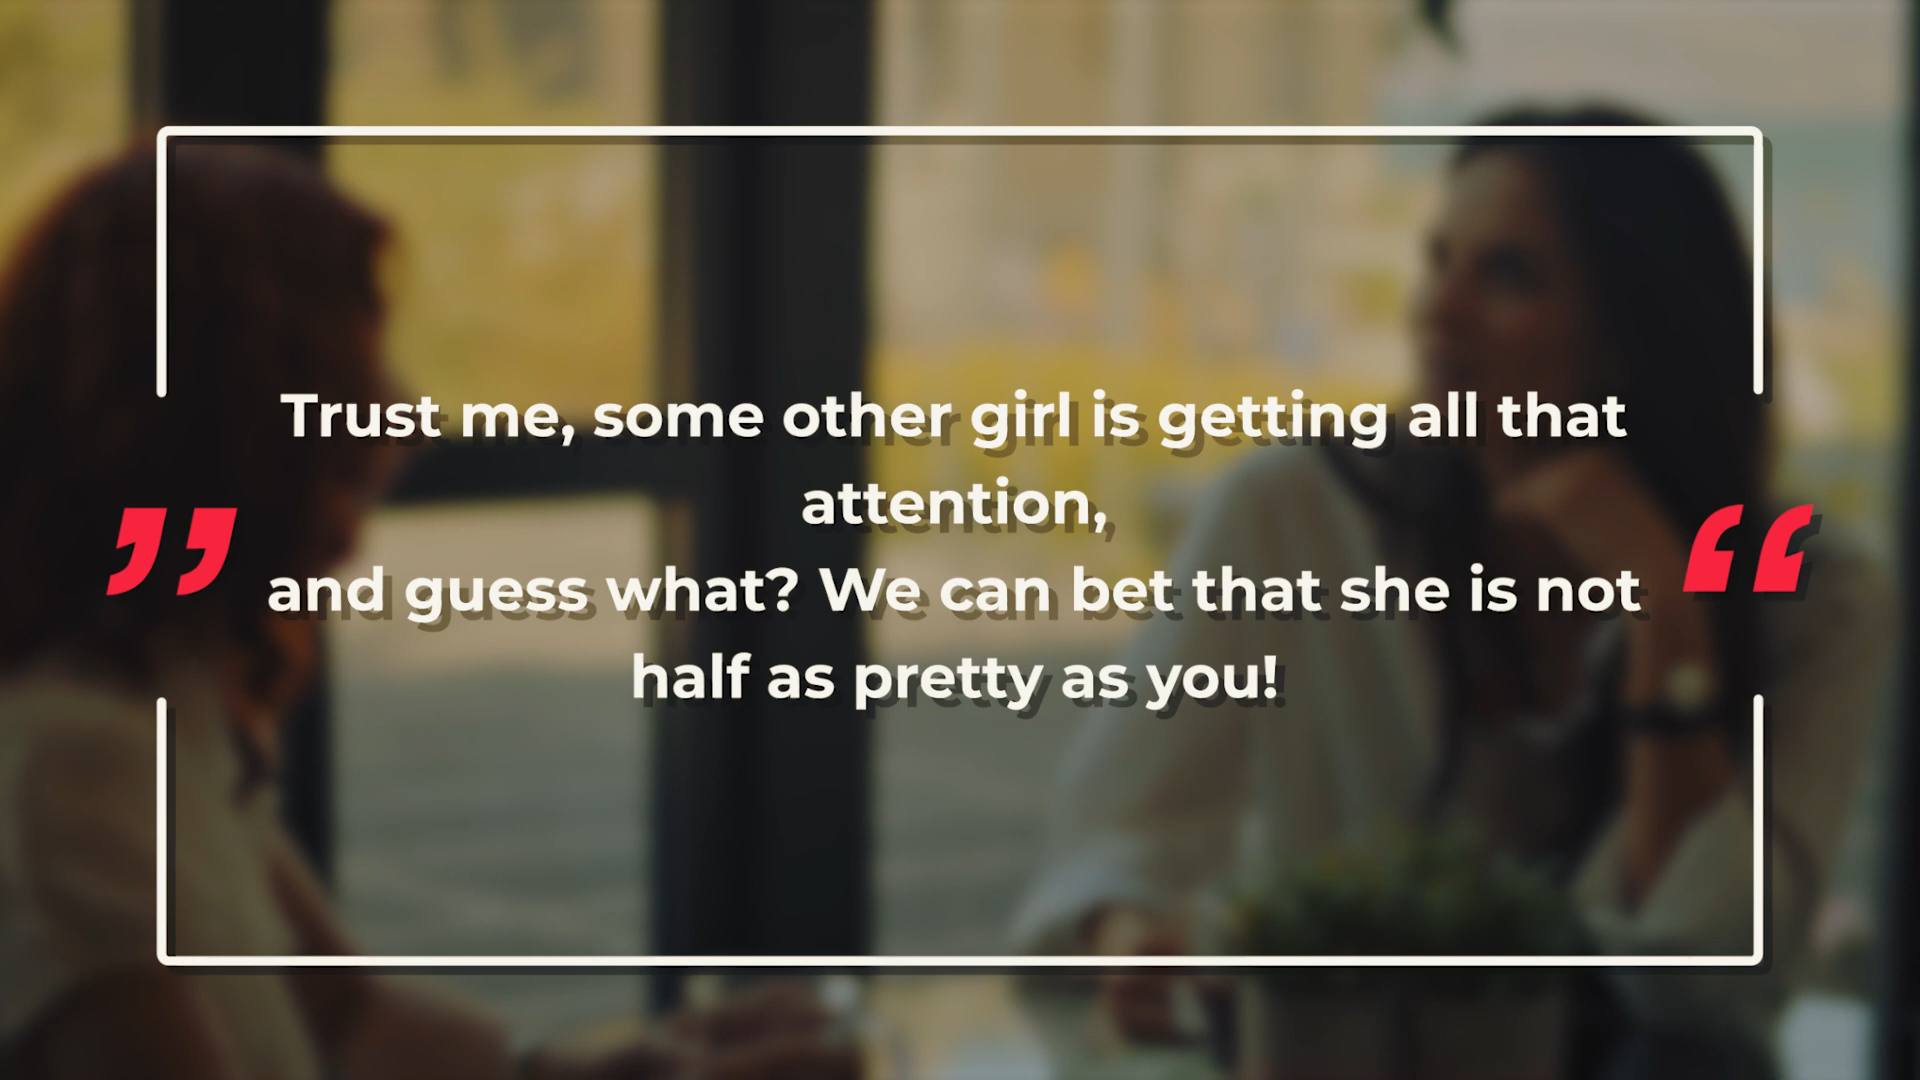 Trust me, some other girl is getting all that
attention,
” and guess what? We can bet that she is not “
half as pretty as you!